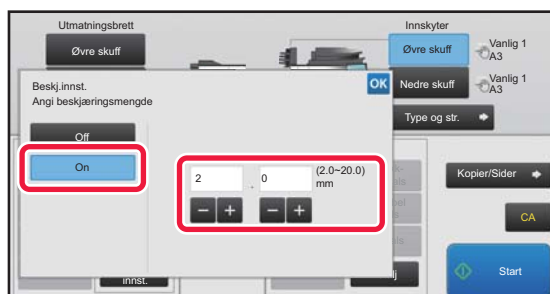 Utmatningsbrett
Innskyter
Øvre skuff
Øvre skuff
Vanlig 1
A3
Beskj.innst.
OK
Nedre skuff
Vanlig 1
A3
Angi beskjæringsmengde
Type og str.
Off
On
2 . 0 (2.0~20.0)
mm
Kopier/Sider
CA
innst.
Start